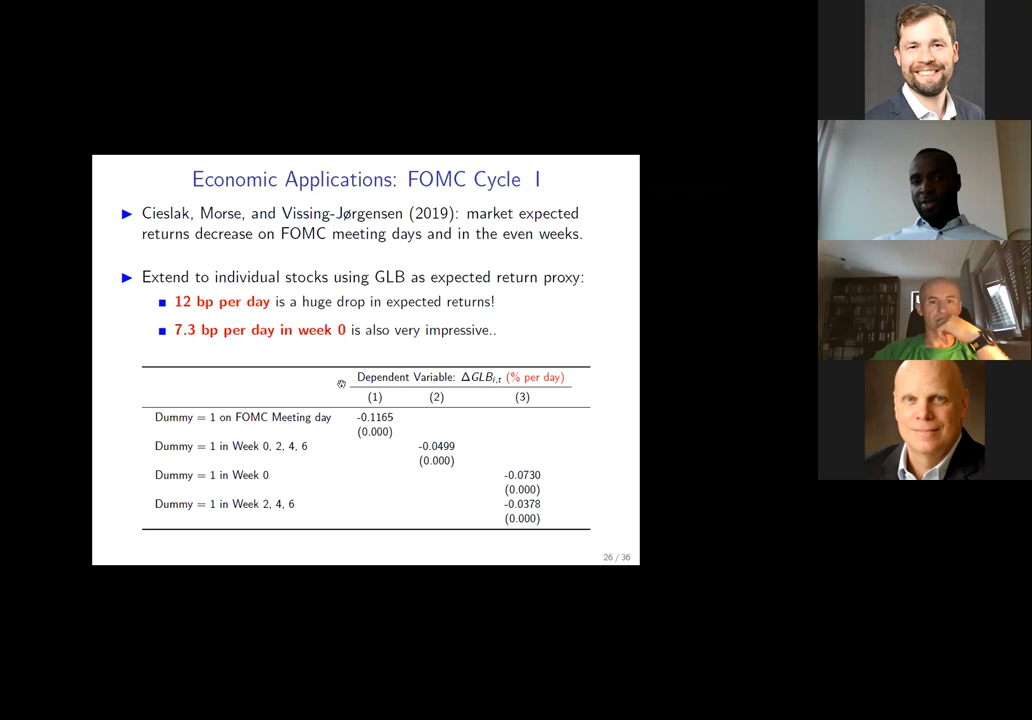 Economic Applications: FOMC Cycle I
▶ Cieslak, Morse, and Vissing-Jørgensen (2019): market expected
returns decrease on FOMC meeting days and in the even weeks.
▶ Extend to individual stocks using GLB as expected return proxy:
■ 12 bp per day is a huge drop in expected returns!
■ 7.3 bp per day in week 0 is also very impressive..
Dependent Variable: ΔGLBi,t (% per day)
(1) (2) (3)
Dummy = 1 on FOMC Meeting day -0.1165
(0.000)
Dummy = 1 in Week 0, 2, 4, 6 -0.0499
(0.000)
Dummy = 1 in Week 0 -0.0730
(0.000)
Dummy = 1 in Week 2, 4, 6 -0.0378
(0.000)
26 / 36